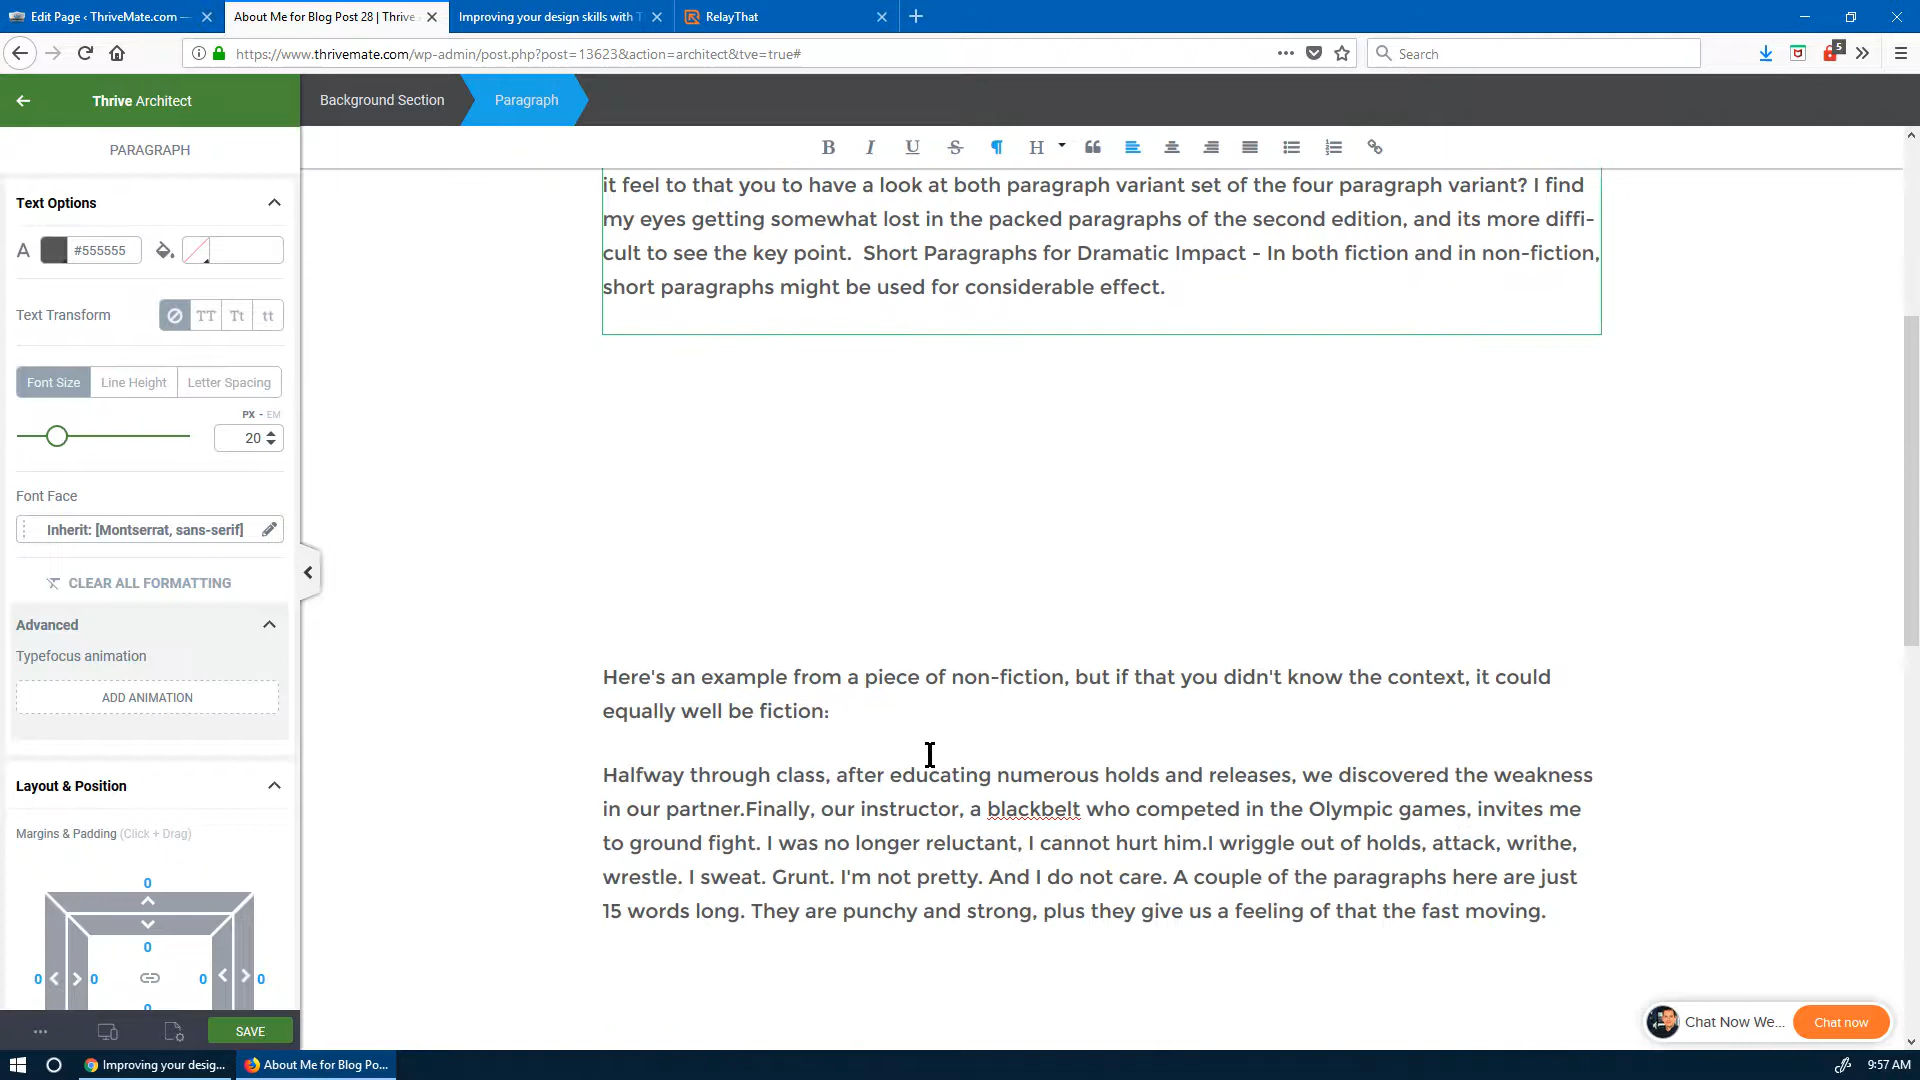 Edit Page ‹ ThriveMate.com —
About Me for Blog Post 28 | Thrive
Improving your design skills with T
RelayThat
https://www.thrivemate.com/wp-admin/post.php?post=13623&action=architect&tve=true#
Search
5
Thrive Architect
Background Section
Paragraph
PARAGRAPH
B I U S ¶ H
Text Options
A #555555
Text Transform
TT Tt tt
Font Size Line Height Letter Spacing
PX - EM
20
Font Face
Inherit: [Montserrat, sans-serif]
CLEAR ALL FORMATTING
Advanced
Typefocus animation
ADD ANIMATION
Layout & Position
Margins & Padding (Click + Drag)
0
0
0 0 0 0
0
SAVE
it feel to that you to have a look at both paragraph variant set of the four paragraph variant? I find
my eyes getting somewhat lost in the packed paragraphs of the second edition, and its more diffi-
cult to see the key point.  Short Paragraphs for Dramatic Impact - In both fiction and in non-fiction,
short paragraphs might be used for considerable effect.
Here's an example from a piece of non-fiction, but if that you didn't know the context, it could
equally well be fiction:
Halfway through class, after educating numerous holds and releases, we discovered the weakness
in our partner.Finally, our instructor, a blackbelt who competed in the Olympic games, invites me
to ground fight. I was no longer reluctant, I cannot hurt him.I wriggle out of holds, attack, writhe,
wrestle. I sweat. Grunt. I'm not pretty. And I do not care. A couple of the paragraphs here are just
15 words long. They are punchy and strong, plus they give us a feeling of that the fast moving.
Chat Now We...
Chat now
Improving your desig...
About Me for Blog Po...
9:57 AM